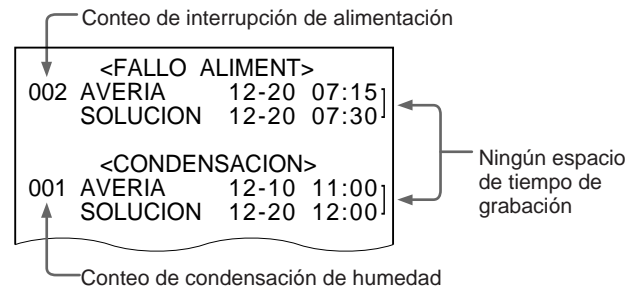 Conteo de interrupción de alimentación
<FALLO ALIMENT>
002 AVERIA 12-20 07:15
SOLUCION 12-20 07:30
<CONDENSACION>
001 AVERIA 12-10 11:00
SOLUCION 12-20 12:00
Ningún espacio
de tiempo de
grabación
Conteo de condensación de humedad